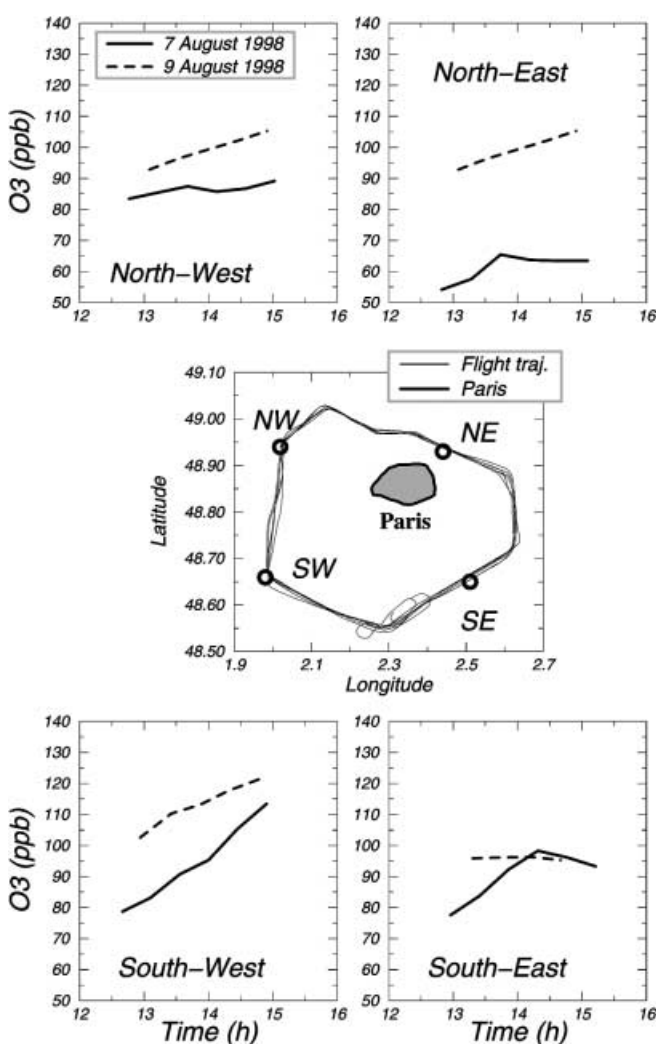 140
130
120
110
100
90
80
70
60
50
O3 (ppb)
7 August 1998
9 August 1998
North-West
12 13 14 15 16
140
130
120
110
100
90
80
70
60
50
North-East
12 13 14 15 16
Flight traj.
Paris
49.10
49.00
48.90
48.80
48.70
48.60
48.50
Latitude
NW
NE
Paris
SW
SE
1.9 2.1 2.3 2.5 2.7
Longitude
140
130
120
110
100
90
80
70
60
50
O3 (ppb)
South-West
12 13 14 15 16
Time (h)
140
130
120
110
100
90
80
70
60
50
South-East
12 13 14 15 16
Time (h)